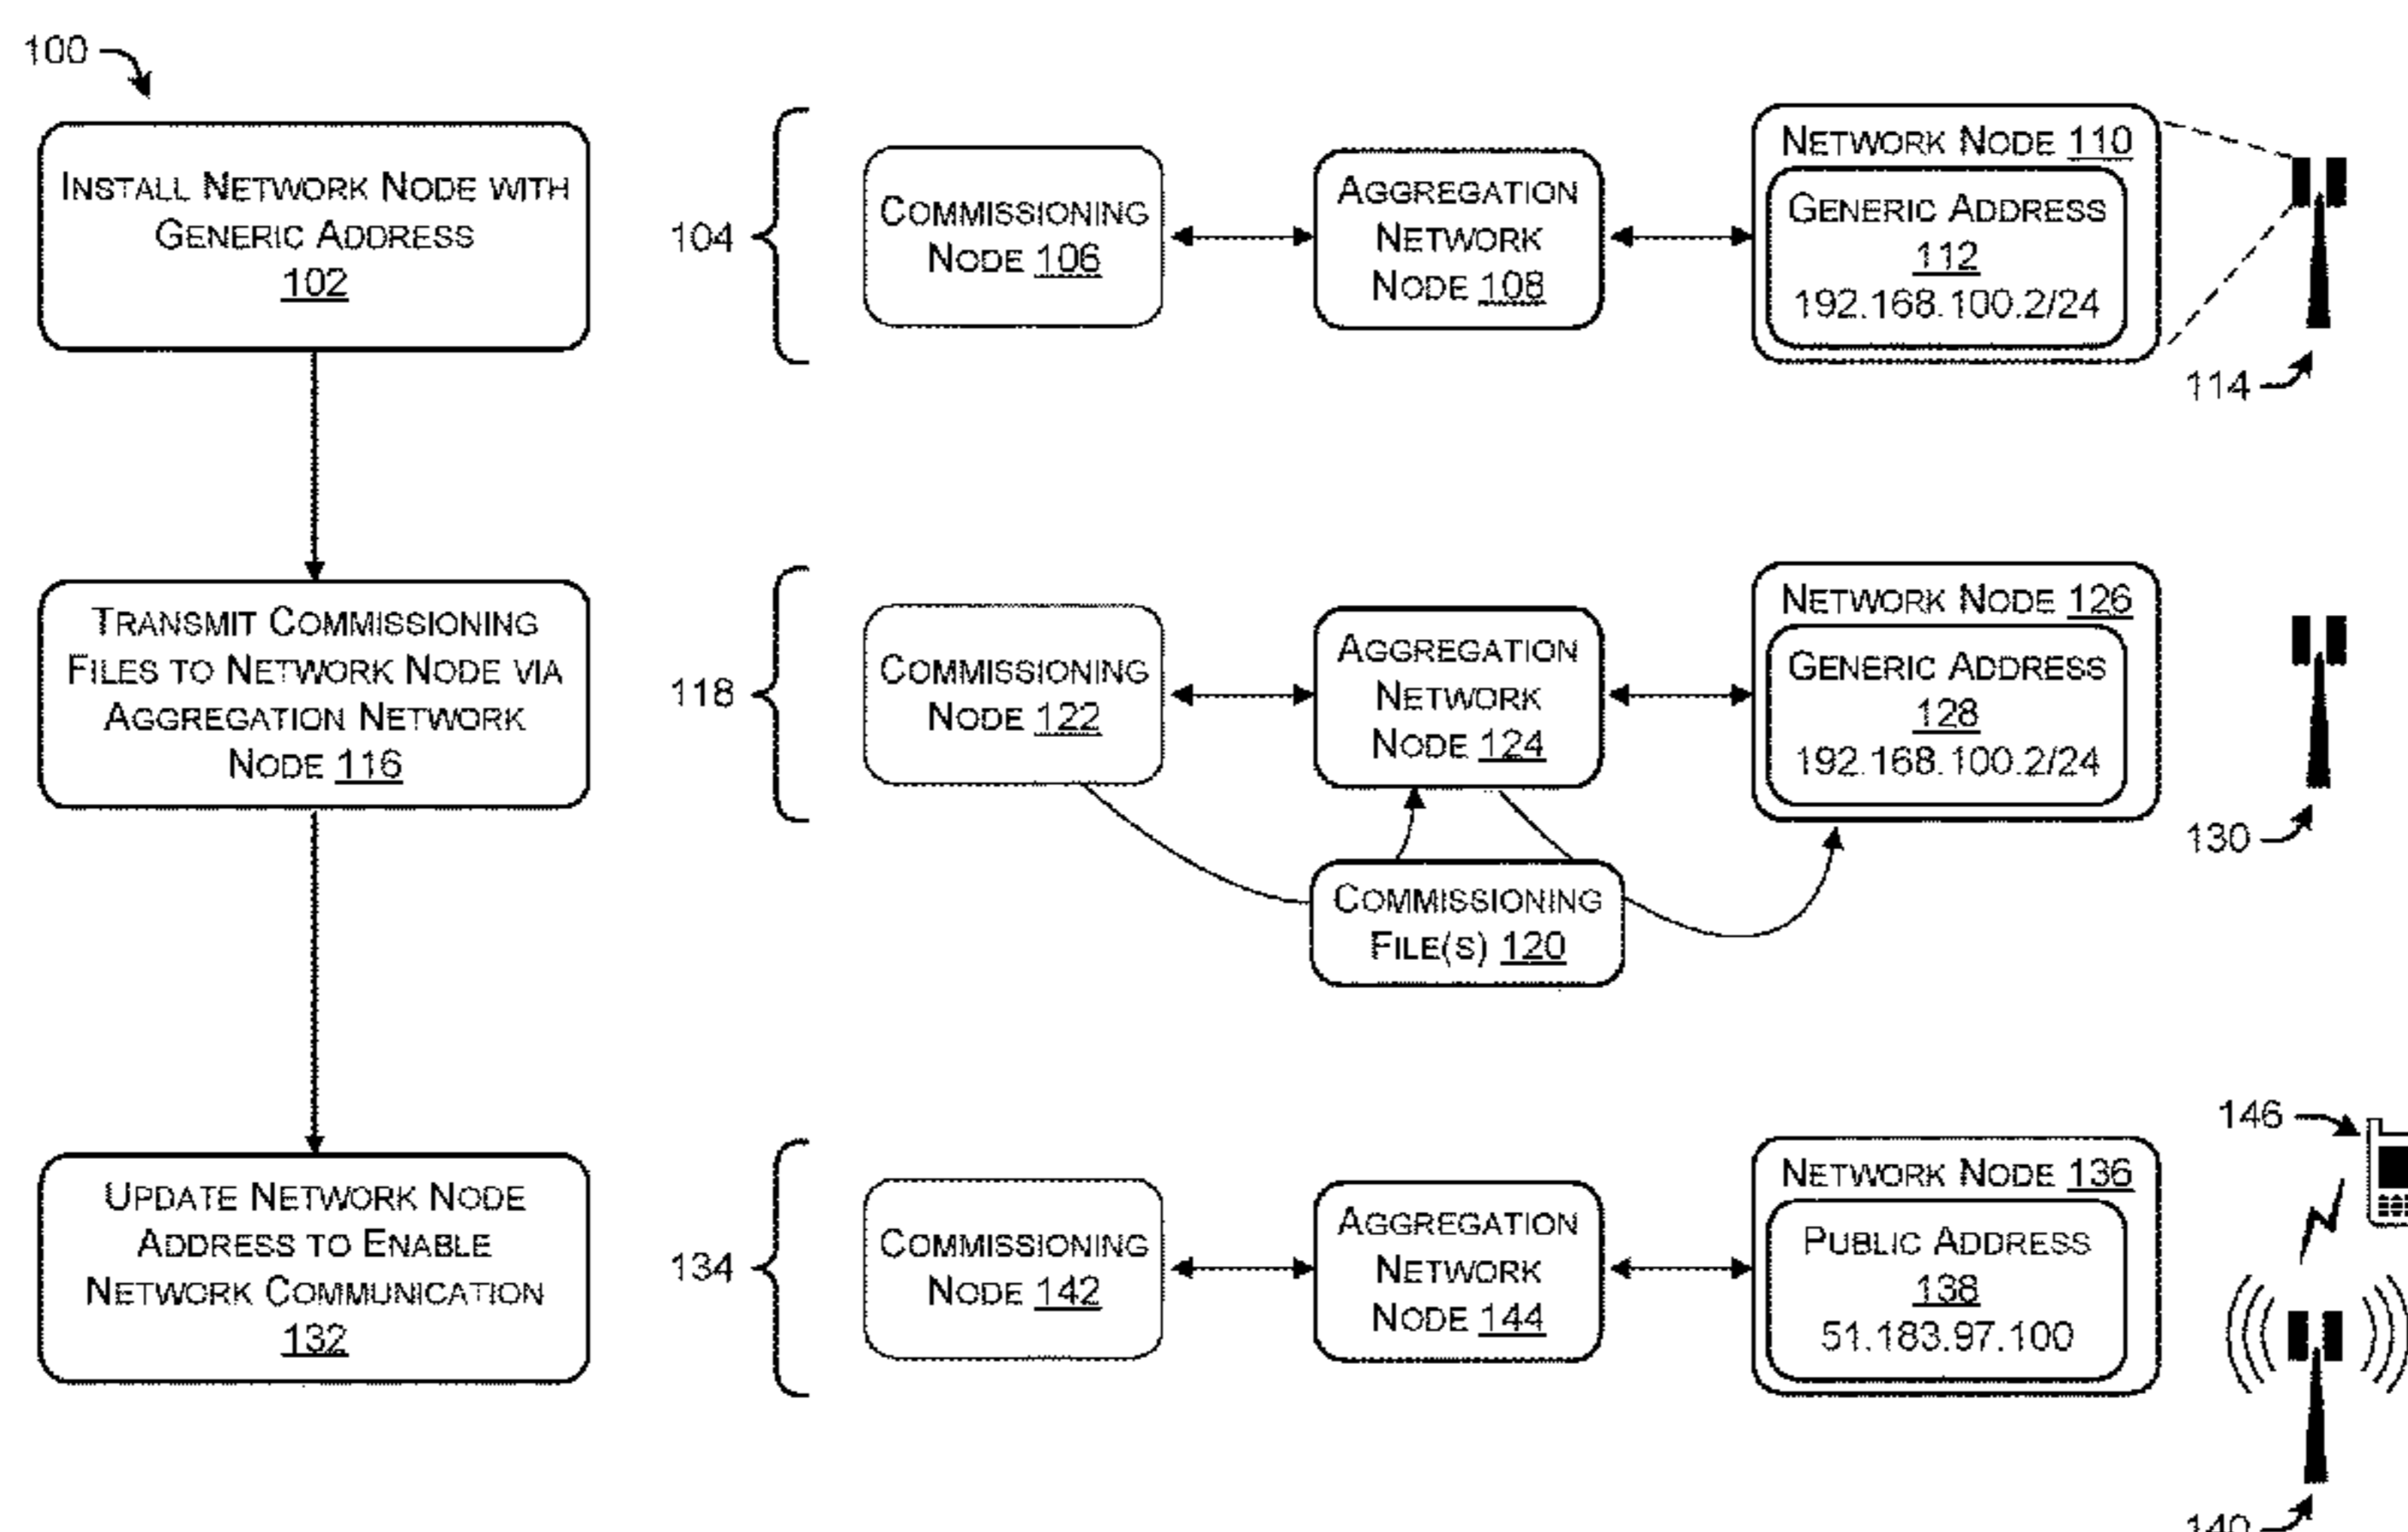 100
INSTALL NETWORK NODE WITH
GENERIC ADDRESS
102
104
COMMISSIONING
NODE 106
AGGREGATION
NETWORK
NODE 108
NETWORK NODE 110
GENERIC ADDRESS
112
192.168.100.2/24
114
TRANSMIT COMMISSIONING
FILES TO NETWORK NODE VIA
AGGREGATION NETWORK
NODE 116
118
COMMISSIONING
NODE 122
AGGREGATION
NETWORK
NODE 124
NETWORK NODE 126
GENERIC ADDRESS
128
192.168.100.2/24
130
COMMISSIONING
FILE(S) 120
UPDATE NETWORK NODE
ADDRESS TO ENABLE
NETWORK COMMUNICATION
132
134
COMMISSIONING
NODE 142
AGGREGATION
NETWORK
NODE 144
NETWORK NODE 136
PUBLIC ADDRESS
138
51.183.97.100
146
140